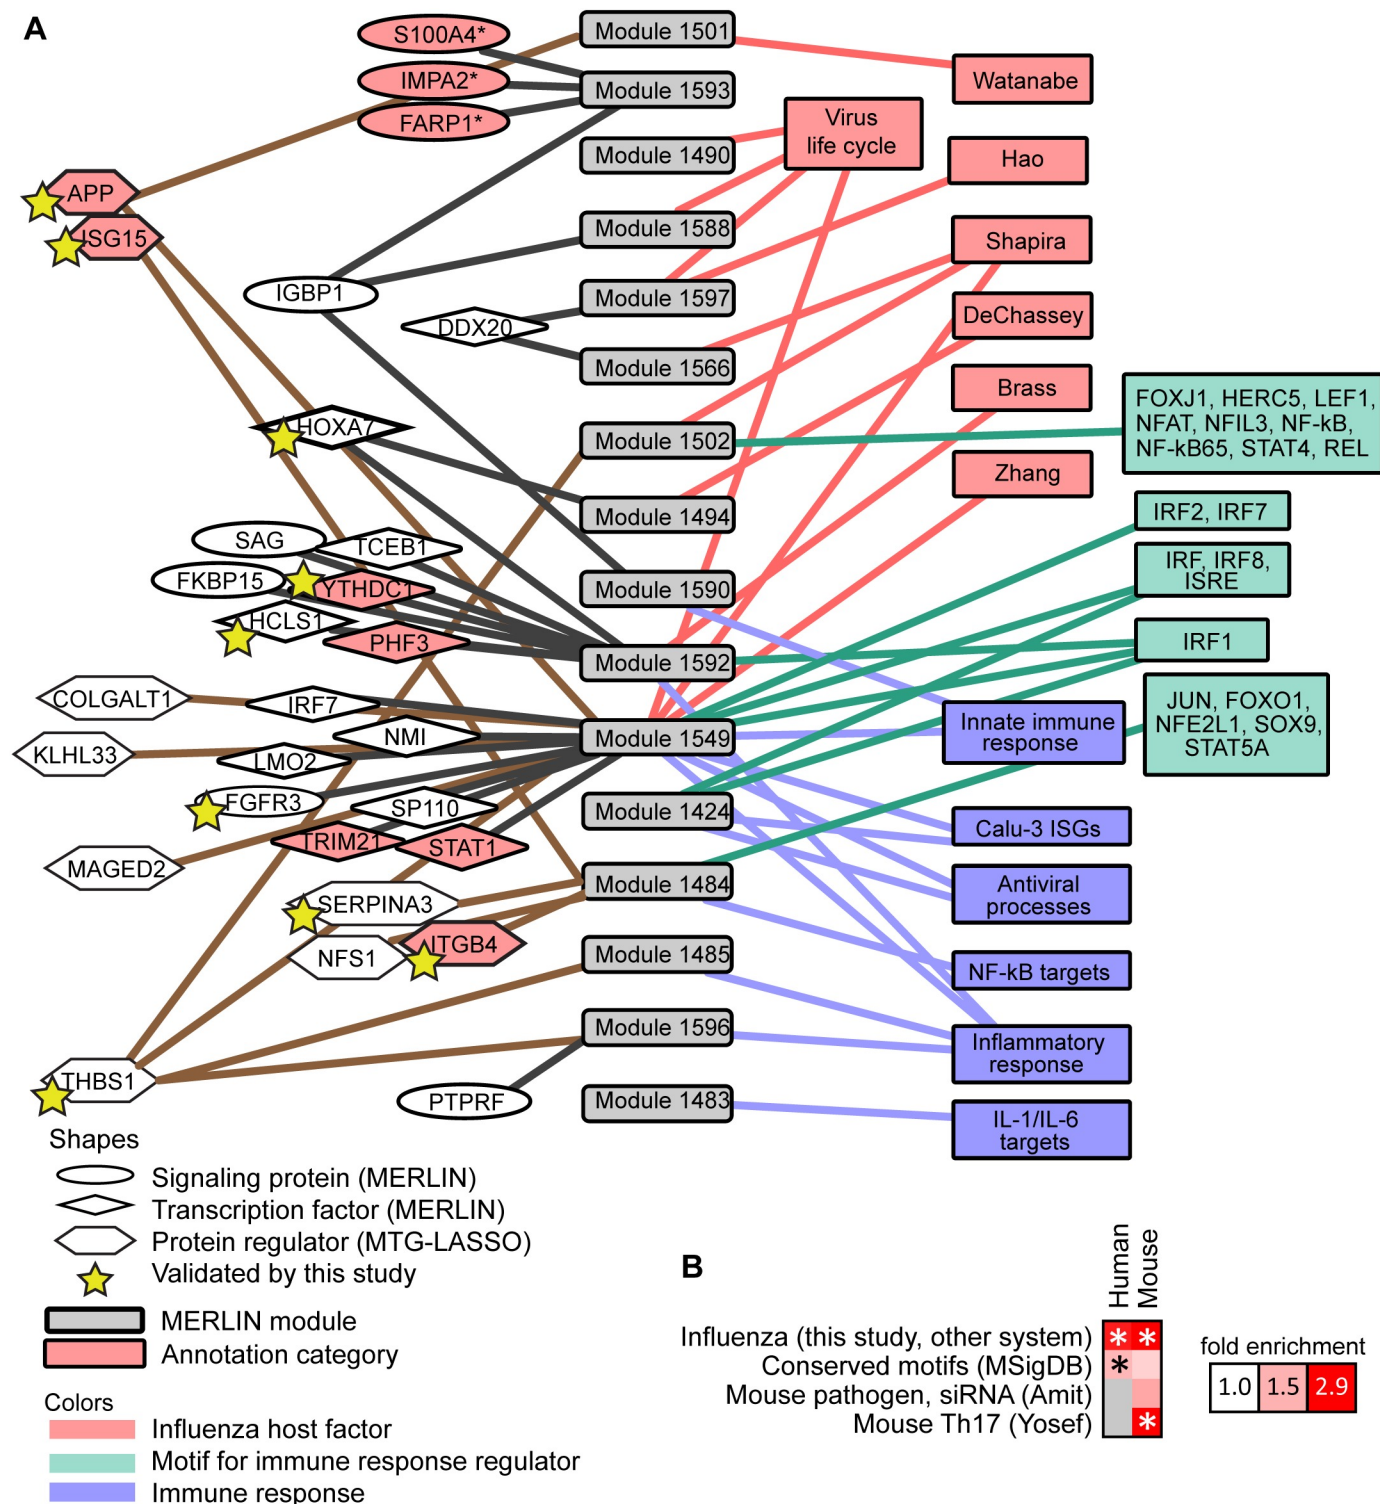 A
S100A4*
IMPA2*
FARP1*
APP
ISG15
IGBP1
DDX20
HOXA7
SAG
TCEB1
FKBP15
YTHDC1
HCLS1
PHF3
COLGALT1
IRF7
NMI
KLHL33
LMO2
FGFR3
SP110
TRIM21
STAT1
MAGED2
SERPINA3
NFS1
ITGB4
THBS1
PTPRF
Module 1501
Module 1593
Module 1490
Module 1588
Module 1597
Module 1566
Module 1502
Module 1494
Module 1590
Module 1592
Module 1549
Module 1424
Module 1484
Module 1485
Module 1596
Module 1483
Virus
life cycle
Watanabe
Hao
Shapira
DeChassey
Brass
Zhang
FOXJ1, HERC5, LEF1,
NFAT, NFIL3, NF-kB,
NF-kB65, STAT4, REL
IRF2, IRF7
IRF, IRF8,
ISRE
IRF1
JUN, FOXO1,
NFE2L1, SOX9,
STAT5A
Innate immune
response
Calu-3 ISGs
Antiviral
processes
NF-kB targets
Inflammatory
response
IL-1/IL-6
targets
Shapes
Signaling protein (MERLIN)
Transcription factor (MERLIN)
Protein regulator (MTG-LASSO)
Validated by this study
MERLIN module
Annotation category
Colors
Influenza host factor
Motif for immune response regulator
Immune response
B
Human
Mouse
Influenza (this study, other system) * *
Conserved motifs (MSigDB) *
Mouse pathogen, siRNA (Amit)
Mouse Th17 (Yosef) *
fold enrichment
1.0 1.5 2.9